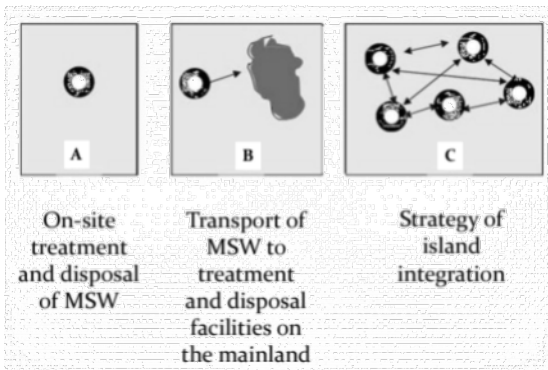 A
B
C
On-site
treatment
and disposal
of MSW
Transport of
MSW to
treatment
and disposal
facilities on
the mainland
Strategy of
island
integration